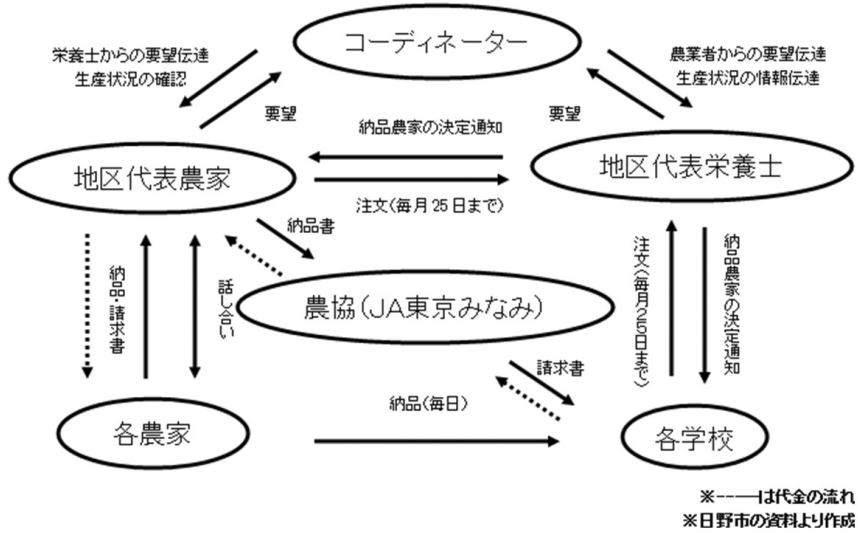 コーディネーター
栄養士からの要望伝達
生産状況の確認
農業者からの要望伝達
生産状況の情報伝達
要望
要望
納品農家の決定通知
地区代表農家
地区代表栄養士
注文(毎月25日まで)
納品書
納品・請求書
話し合い
農協(JA東京みなみ)
注文(毎月25日まで)
納品農家の決定通知
請求書
納品(毎日)
各農家
各学校
※-----は代金の流れ
※日野市の資料より作成